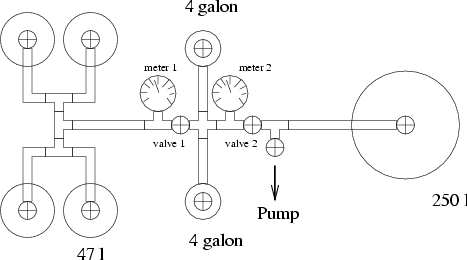 4 galon
meter 1
meter 2
valve 1
valve 2
250 l
Pump
4 galon
47 l